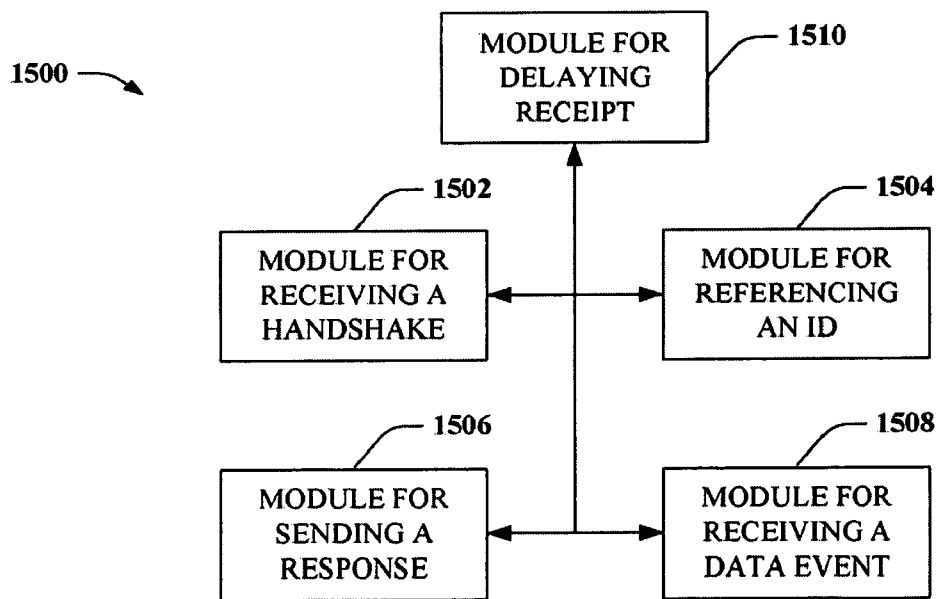 1500
MODULE FOR
DELAYING
RECEIPT
1510
1502
MODULE FOR
RECEIVING A
HANDSHAKE
1504
MODULE FOR
REFERENCING
AN ID
1506
MODULE FOR
SENDING A
RESPONSE
1508
MODULE FOR
RECEIVING A
DATA EVENT